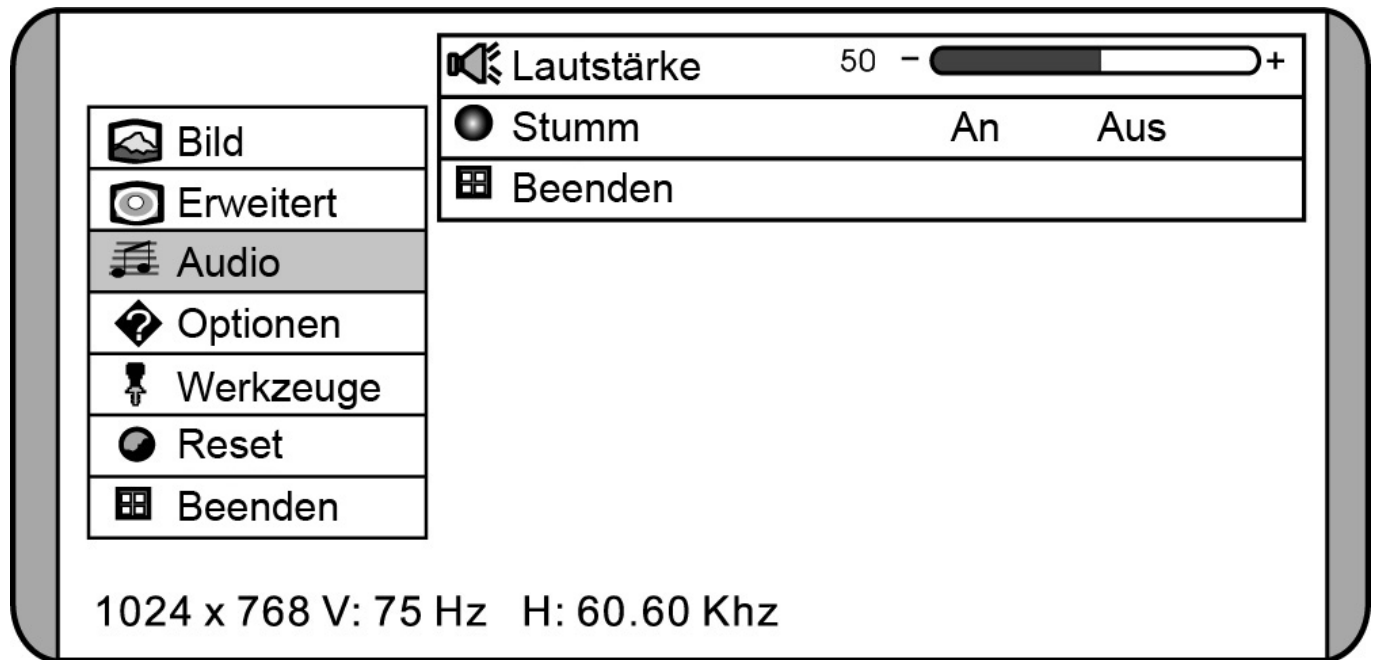 Lautstärke 50 - +
Stumm An Aus
Beenden
Bild
Erweitert
Audio
Optionen
Werkzeuge
Reset
Beenden
1024 x 768 V: 75 Hz H: 60.60 Khz